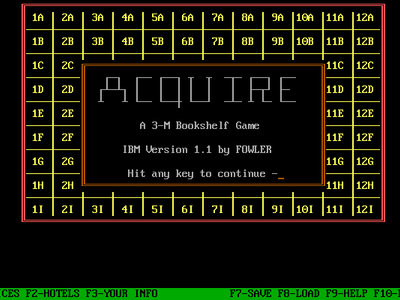 1A 2A 3A 4A 5A 6A 7A 8A 9A 10A 11A 12A
1B 2B 3B 4B 5B 6B 7B 8B 9B 10B 11B 12B
1C 2C 11C 12C
ACQUIRE
1D 2D 11D 12D
1E 2E 11E 12E
A 3-M Bookshelf Game
1F 2F 11F 12F
IBM Version 1.1 by FOWLER
1G 2G 11G 12G
Hit any key to continue -_
1H 2H 11H 12H
1I 2I 3I 4I 5I 6I 7I 8I 9I 10I 11I 12I
CES F2-HOTELS F3-YOUR INFO F7-SAVE F8-LOAD F9-HELP F10-